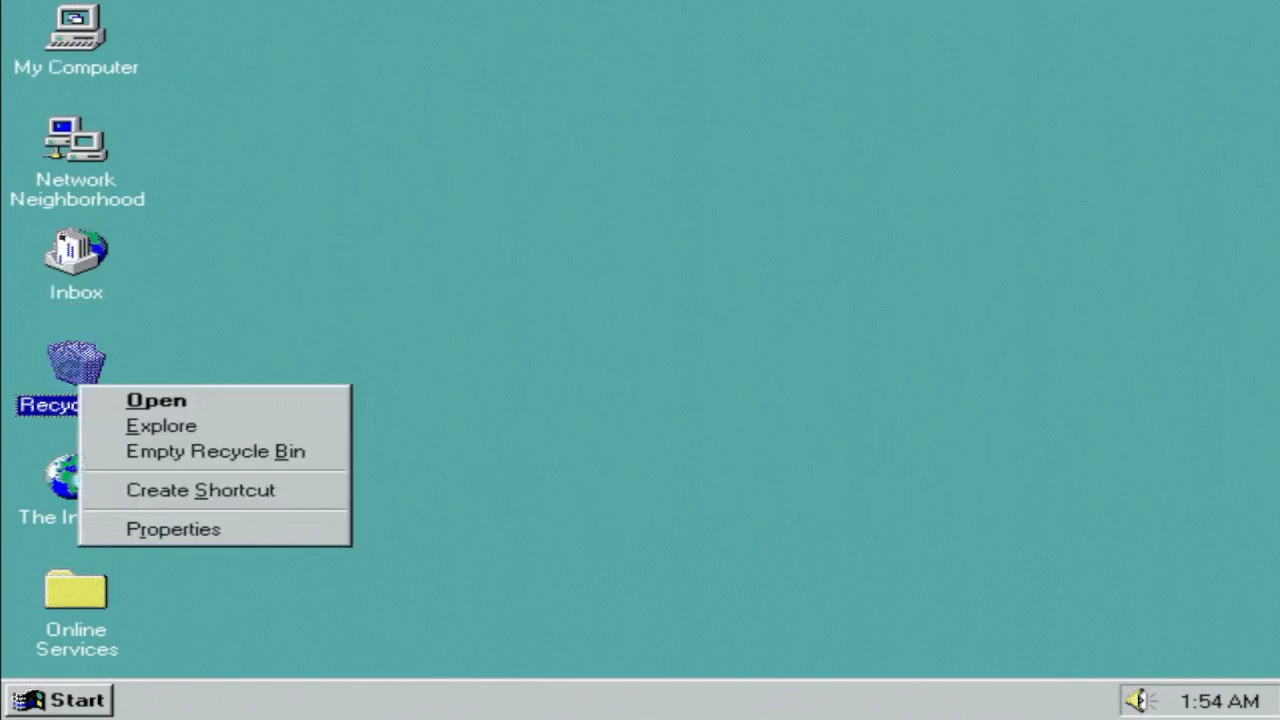 My Computer
Network
Neighborhood
Inbox
Recyc
Open
Explore
Empty Recycle Bin
Create Shortcut
Properties
The In
Online
Services
Start
1:54 AM